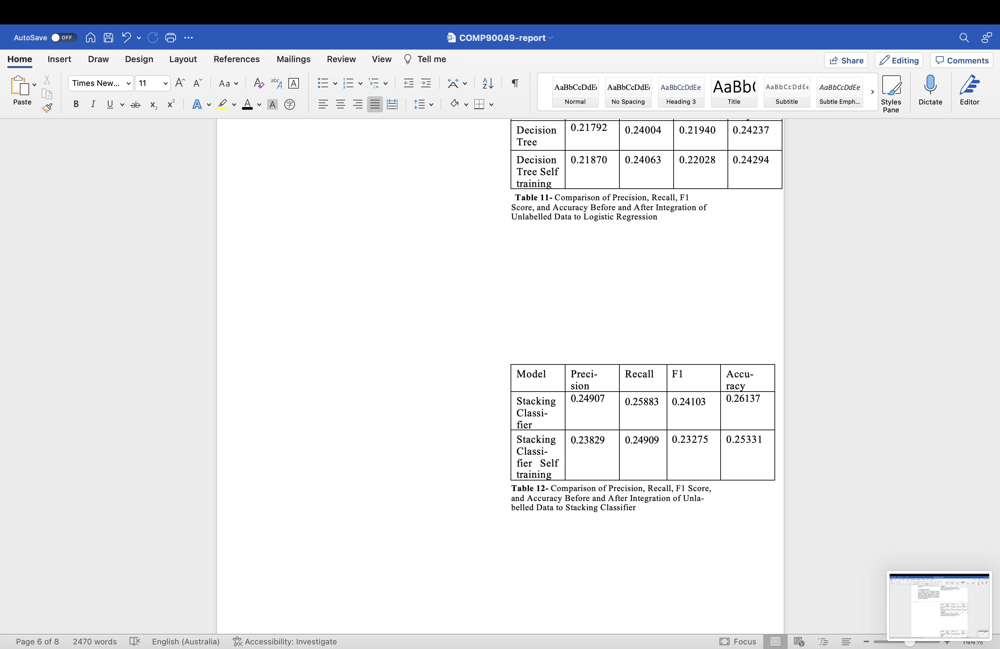 AutoSave OFF COMP90049-report
Home Insert Draw Design Layout References Mailings Review View Tell me Share Editing Comments
Paste Times New... 11 Aa
AaBbCcDdE AaBbCcDdE AaBbCcDdEe AaBb( AaBbCcDdEe AaBbCcDdEe
Normal No Spacing Heading 3 Title Subtitle Subtle Emph...
Styles Pane Dictate Editor
Decision Tree 0.21792 0.24004 0.21940 0.24237
Decision Tree Self training 0.21870 0.24063 0.22028 0.24294
Table 11- Comparison of Precision, Recall, F1
Score, and Accuracy Before and After Integration of
Unlabelled Data to Logistic Regression
Model Preci-sion Recall F1 Accu-racy
Stacking Classi-fier 0.24907 0.25883 0.24103 0.26137
Stacking Classi-fier Self training 0.23829 0.24909 0.23275 0.25331
Table 12- Comparison of Precision, Recall, F1 Score,
and Accuracy Before and After Integration of Unla-
belled Data to Stacking Classifier
Page 6 of 8 2470 words English (Australia) Accessibility: Investigate Focus 144%